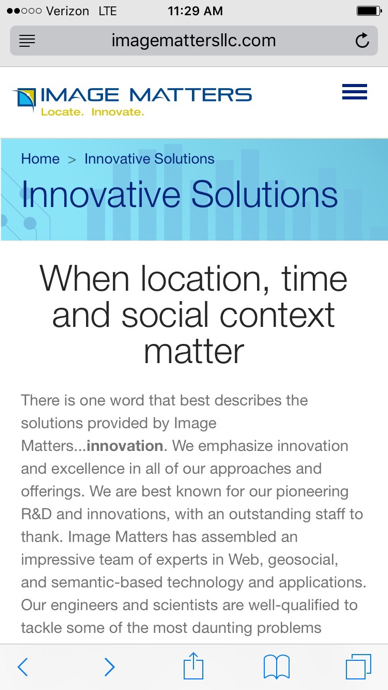 Verizon LTE 11:29 AM
imagemattersllc.com
IMAGE MATTERS
Locate. Innovate.
Home > Innovative Solutions
Innovative Solutions
When location, time
and social context
matter
There is one word that best describes the
solutions provided by Image
Matters...innovation. We emphasize innovation
and excellence in all of our approaches and
offerings. We are best known for our pioneering
R&D and innovations, with an outstanding staff to
thank. Image Matters has assembled an
impressive team of experts in Web, geosocial,
and semantic-based technology and applications.
Our engineers and scientists are well-qualified to
tackle some of the most daunting problems